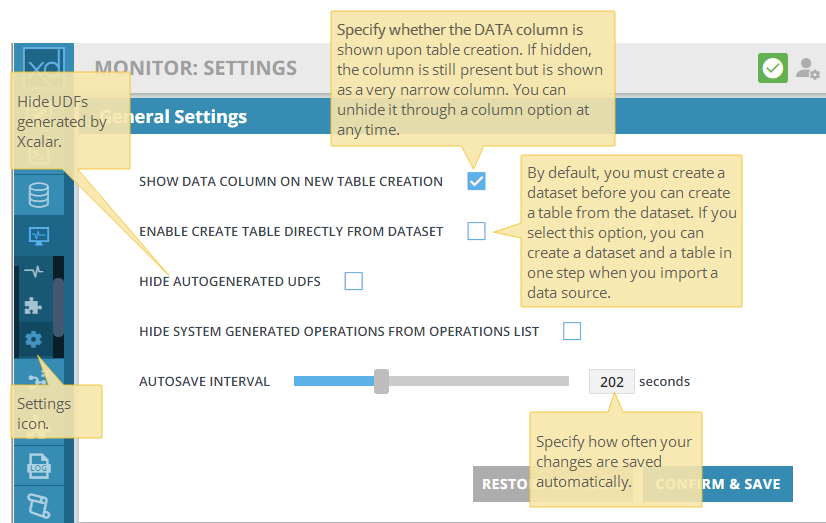 Specify whether the DATA column is
shown upon table creation. If hidden,
the column is still present but is shown
as a very narrow column. You can
unhide it through a column option at
any time.
xd
MONITOR: SETTINGS
Hide UDFs
generated by
Xcalar.
General Settings
SHOW DATA COLUMN ON NEW TABLE CREATION
By default, you must create a
dataset before you can create
a table from the dataset. If you
select this option, you can
create a dataset and a table in
one step when you import a
data source.
ENABLE CREATE TABLE DIRECTLY FROM DATASET
HIDE AUTOGENERATED UDFS
HIDE SYSTEM GENERATED OPERATIONS FROM OPERATIONS LIST
AUTOSAVE INTERVAL
202 seconds
Settings
icon.
Specify how often your
changes are saved
automatically.
LOG
CONFIRM & SAVE